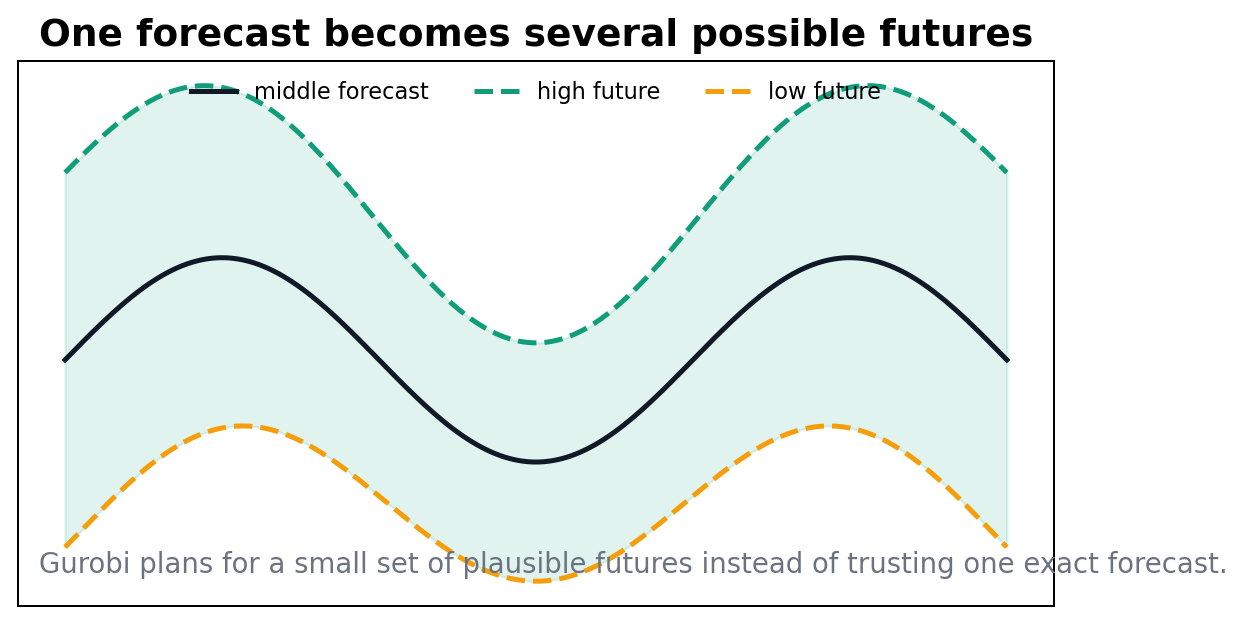 One forecast becomes several possible futures
middle forecast high future low future
Gurobi plans for a small set of plausible futures instead of trusting one exact forecast.